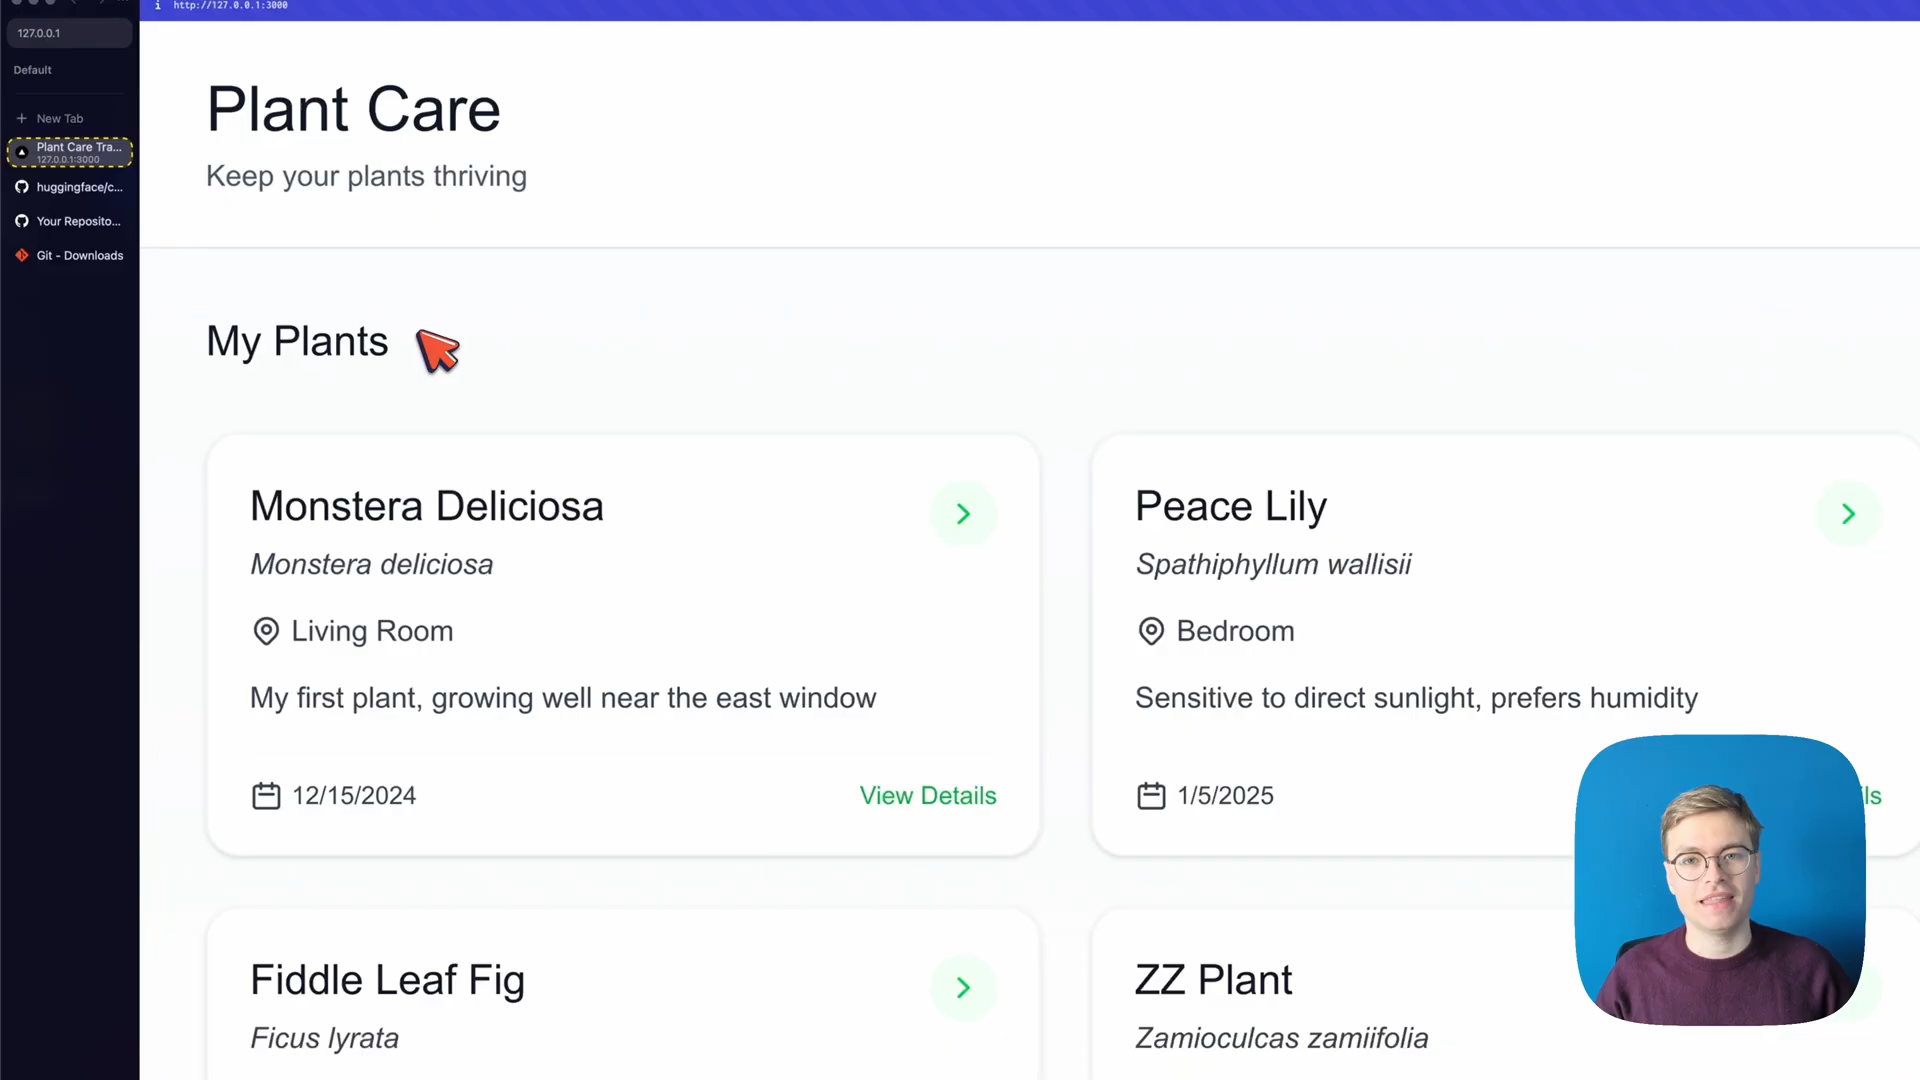 http://127.0.0.1:3000
127.0.0.1
Default
New Tab
Plant Care Tra...
127.0.0.1:3000
huggingface/c...
Your Reposito...
Git - Downloads
Plant Care
Keep your plants thriving
My Plants
Monstera Deliciosa
Monstera deliciosa
Living Room
My first plant, growing well near the east window
12/15/2024
View Details
Peace Lily
Spathiphyllum wallisii
Bedroom
Sensitive to direct sunlight, prefers humidity
1/5/2025
ls
Fiddle Leaf Fig
Ficus lyrata
ZZ Plant
Zamioculcas zamiifolia